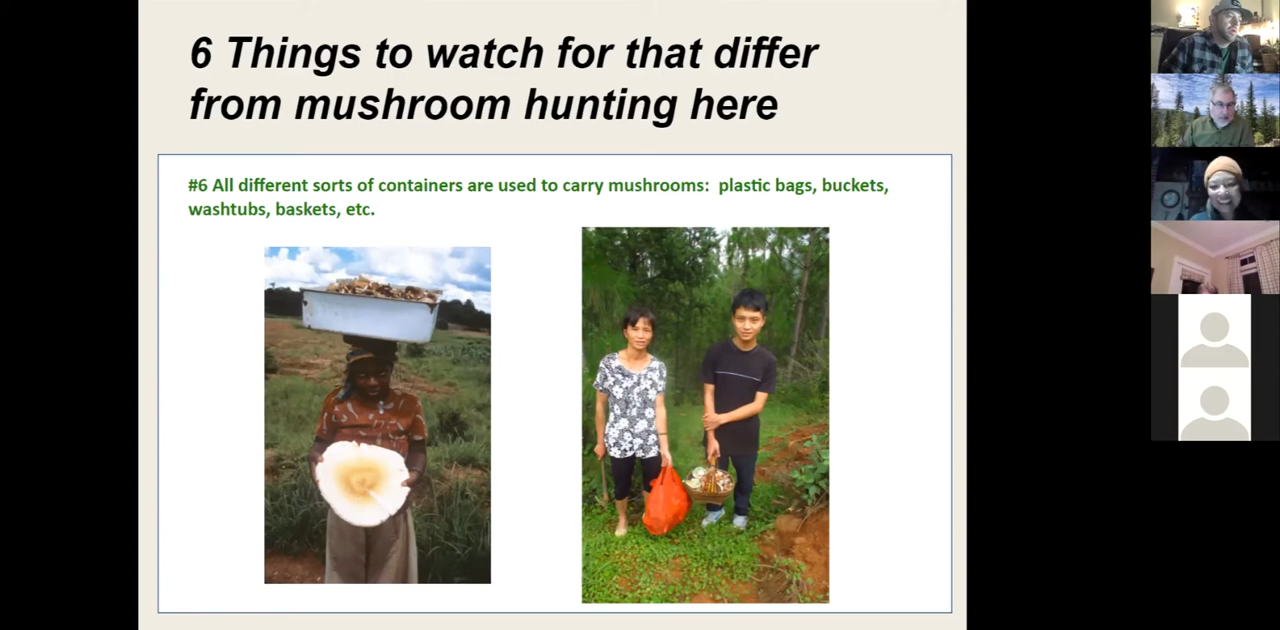 6 Things to watch for that differ
from mushroom hunting here
#6 All different sorts of containers are used to carry mushrooms:  plastic bags, buckets,
washtubs, baskets, etc.